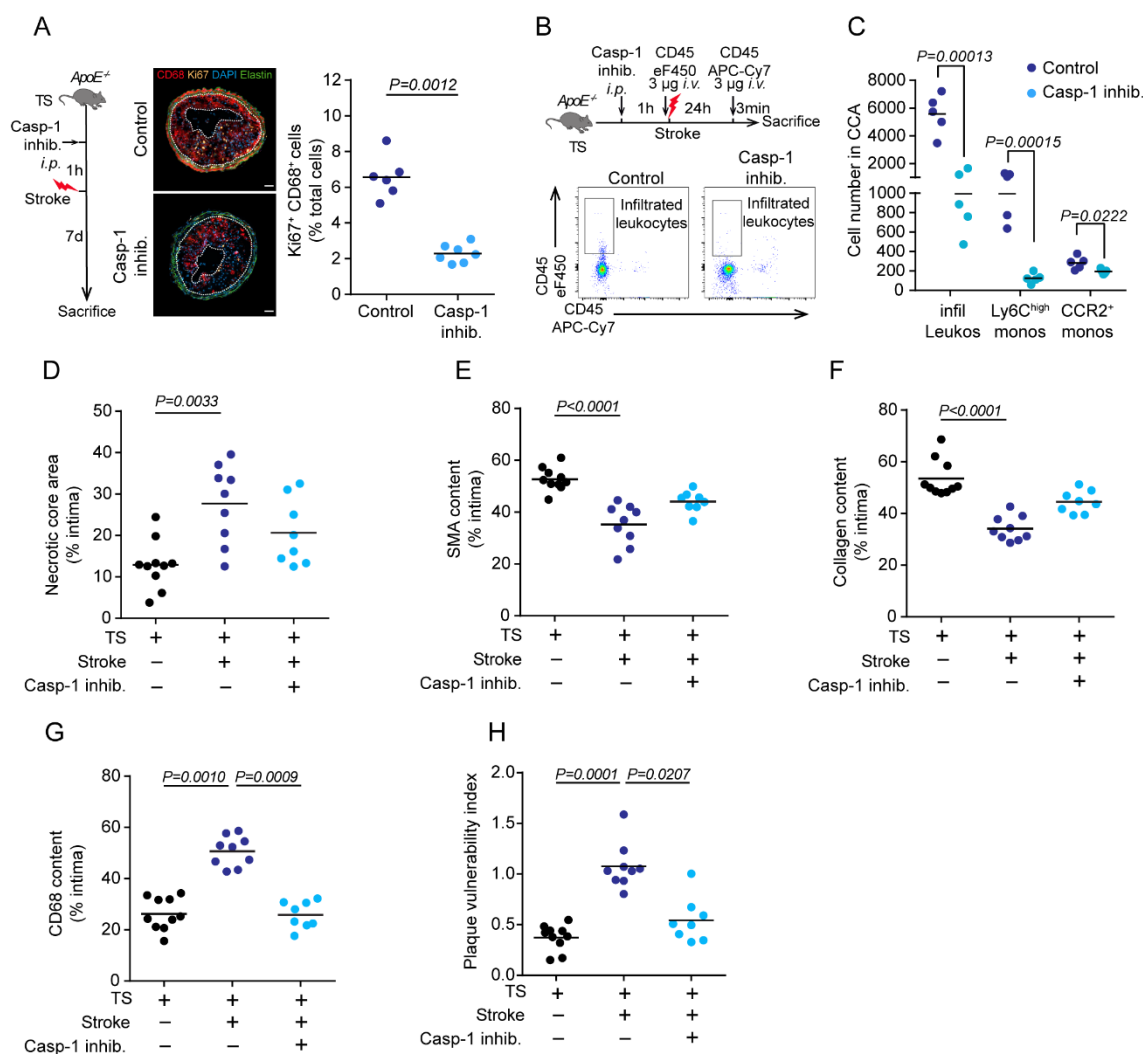 A
ApoE-/-
TS
Casp-1
inhib.
i.p.
1h
Stroke
7d
Sacrifice
CD68 Ki67 DAPI Elastin
Control
Casp-1
inhib.
P=0.0012
Ki67+ CD68+ cells
(% total cells)
12
10
8
6
4
2
0
Control
Casp-1
inhib.
B
Casp-1
inhib.
i.p.
CD45
eF450
3 µg i.v.
CD45
APC-Cy7
3 µg i.v.
ApoE-/-
TS
1h
24h
3min
Sacrifice
Stroke
Control
Casp-1
inhib.
Infiltrated
leukocytes
Infiltrated
leukocytes
CD45
eF450
CD45
APC-Cy7
C
P=0.00013
Control
Casp-1 inhib.
P=0.00015
P=0.0222
Cell number in CCA
8000
6000
4000
2000
1000
800
600
400
200
0
infil
Leukos
Ly6Chigh
monos
CCR2+
monos
D
P=0.0033
Necrotic core area
(% intima)
50
40
30
20
10
0
TS + + +
Stroke – + +
Casp-1 inhib. – – +
E
P<0.0001
SMA content
(% intima)
80
60
40
20
0
TS + + +
Stroke – + +
Casp-1 inhib. – – +
F
P<0.0001
Collagen content
(% intima)
80
60
40
20
0
TS + + +
Stroke – + +
Casp-1 inhib. – – +
G
P=0.0010 P=0.0009
CD68 content
(% intima)
80
60
40
20
0
TS + + +
Stroke – + +
Casp-1 inhib. – – +
H
P=0.0001 P=0.0207
Plaque vulnerability index
2.0
1.5
1.0
0.5
0.0
TS + + +
Stroke – + +
Casp-1 inhib. – – +